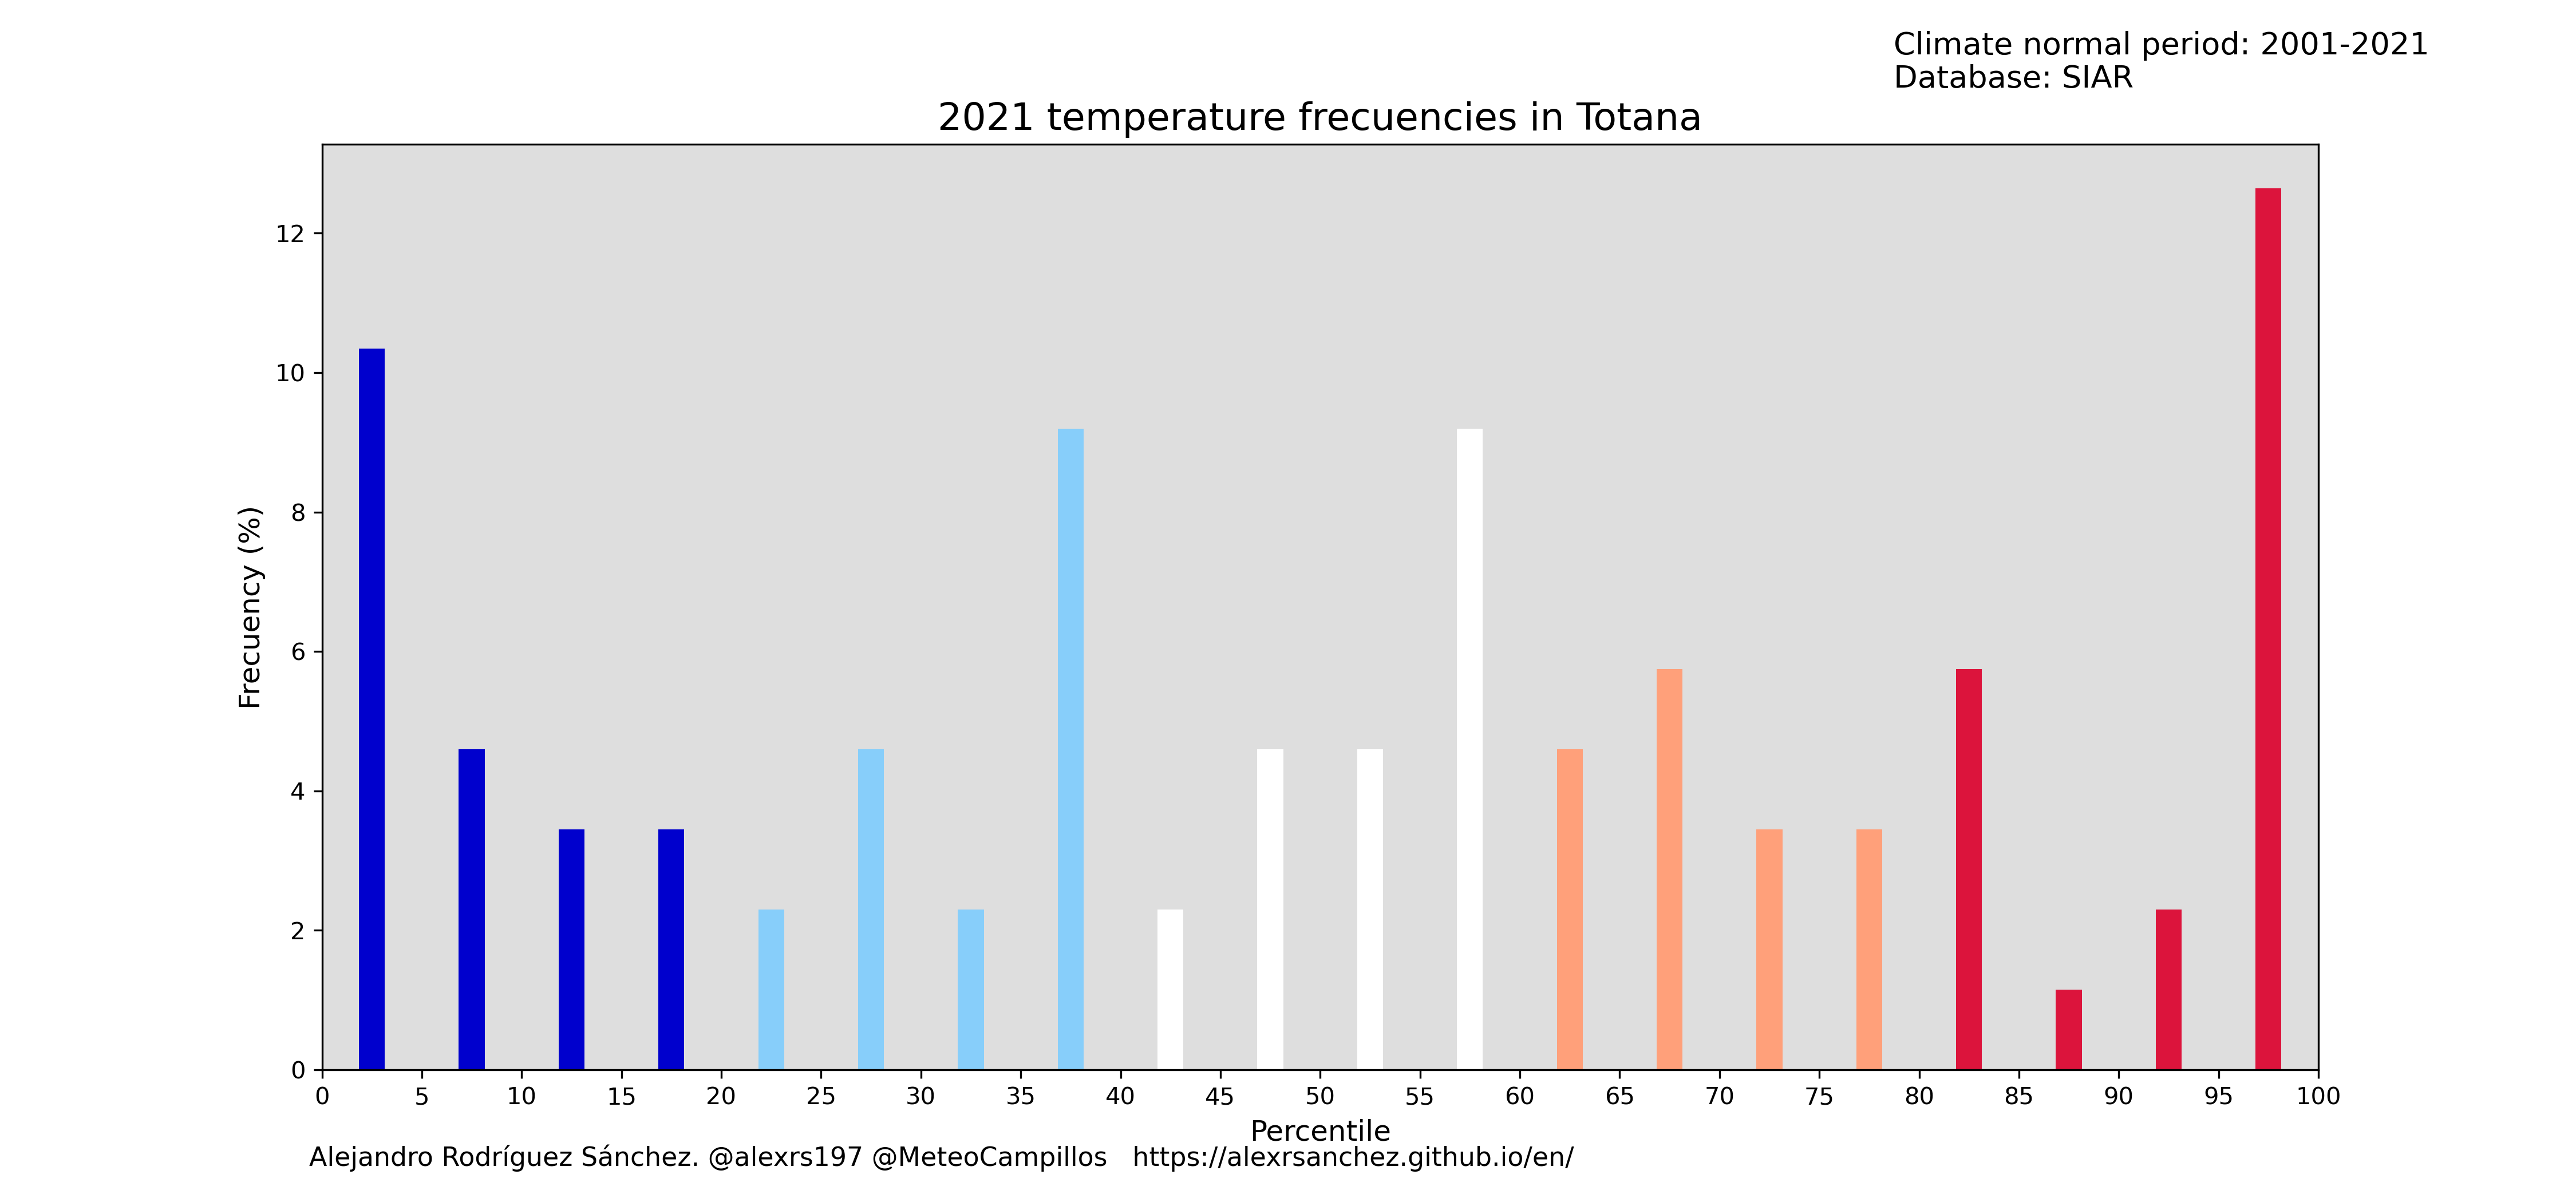 Climate normal period: 2001-2021
Database: SIAR
2021 temperature frecuencies in Totana
Frecuency (%)
12
10
8
6
4
2
0
0 5 10 15 20 25 30 35 40 45 50 55 60 65 70 75 80 85 90 95 100
Percentile
Alejandro Rodríguez Sánchez. @alexrs197 @MeteoCampillos https://alexrsanchez.github.io/en/